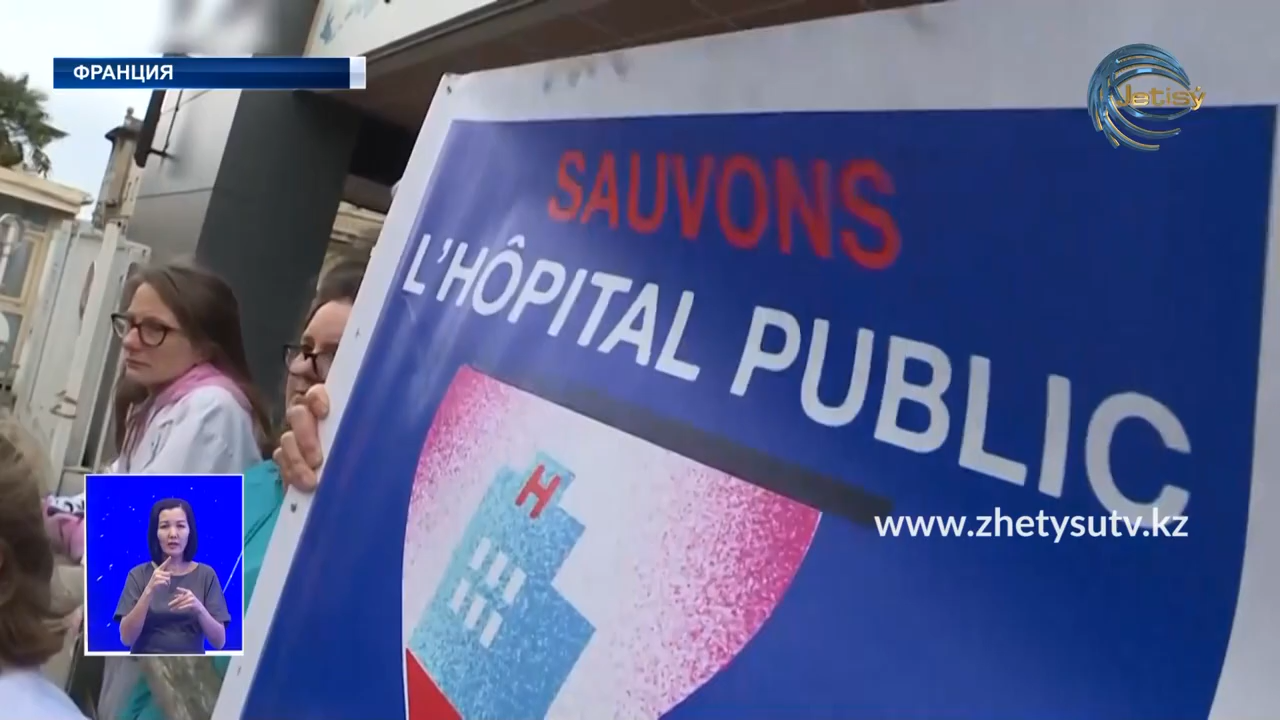 ФРАНЦИЯ
Jetisý
SAUVONS
L'HÔPITAL PUBLIC
H
www.zhetysutv.kz